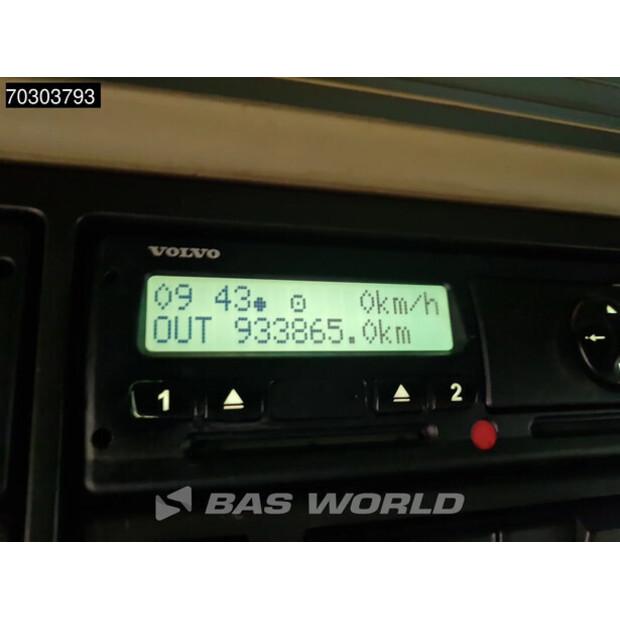 70303793
VOLVO
09 43 0km/h
OUT 933865.0km
1 2
BAS WORLD